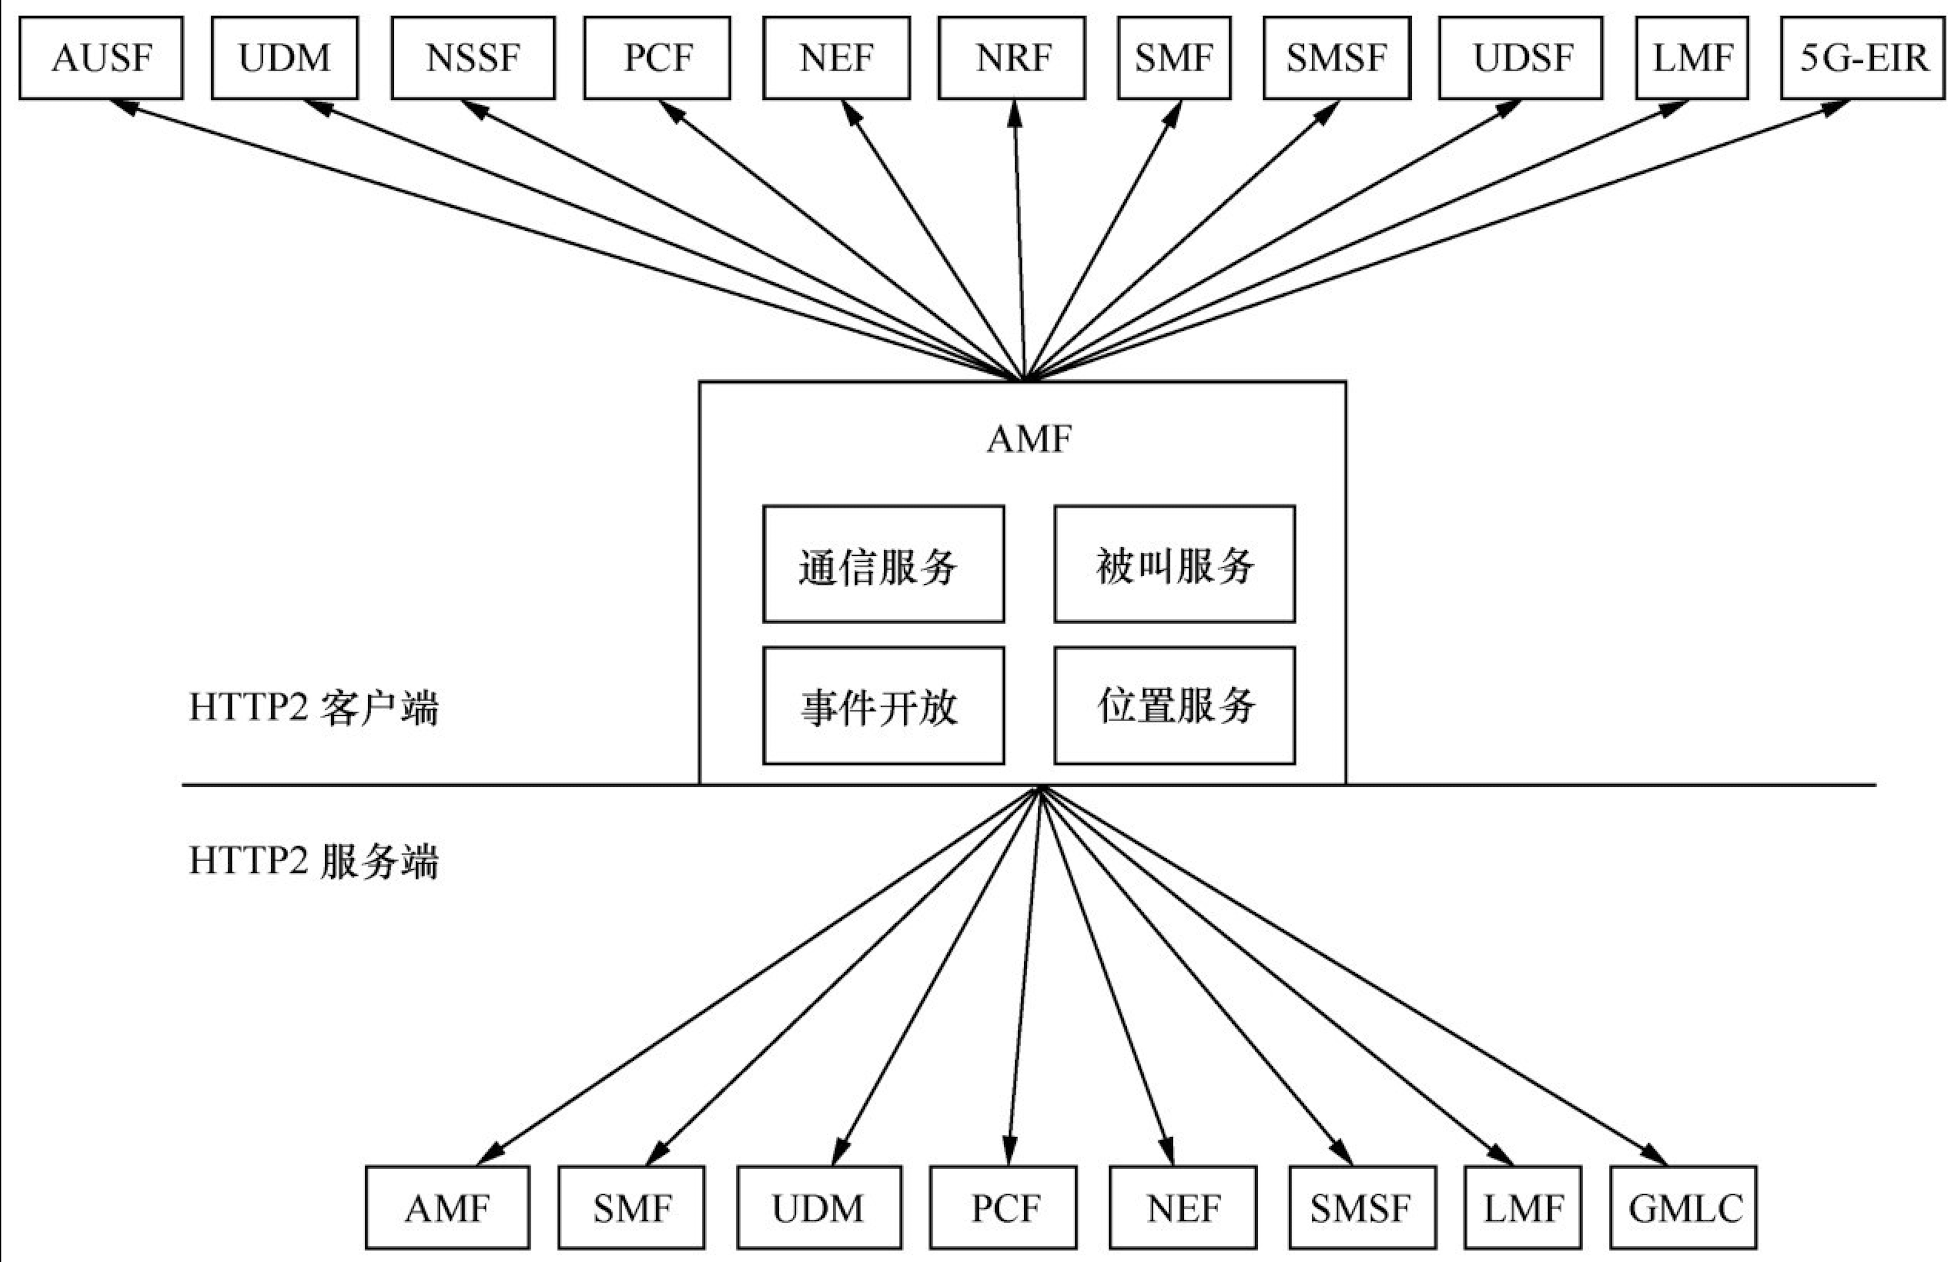 AUSF UDM NSSF PCF NEF NRF SMF SMSF UDSF LMF 5G-EIR
AMF
通信服务 被叫服务
事件开放 位置服务
HTTP2 客户端
HTTP2 服务端
AMF SMF UDM PCF NEF SMSF LMF GMLC